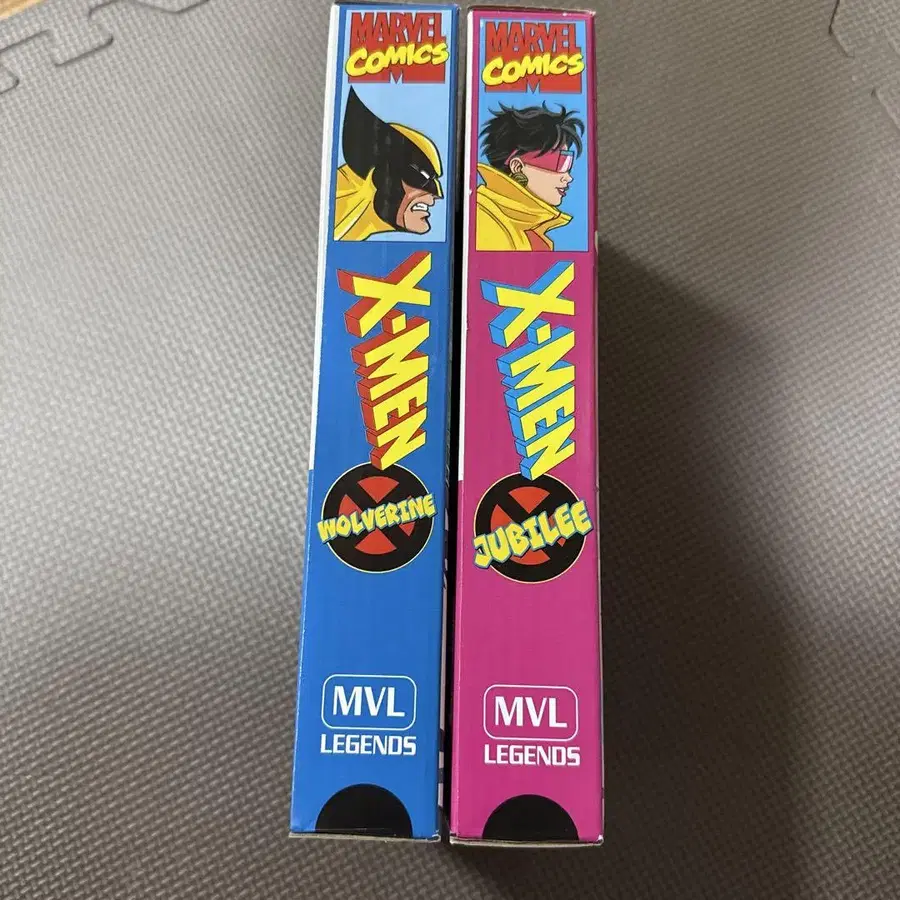 MARVEL
COMICS
X-MEN
WOLVERINE
MVL
LEGENDS
MARVEL
COMICS
X-MEN
JUBILEE
MVL
LEGENDS